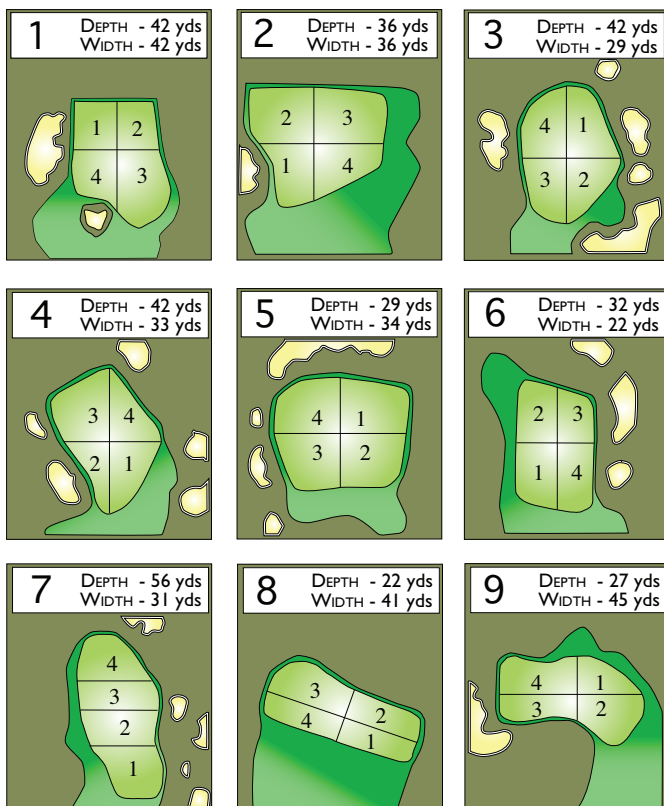 1 DEPTH - 42 yds
WIDTH - 42 yds
1 2
4 3
2 DEPTH - 36 yds
WIDTH - 36 yds
2 3
1 4
3 DEPTH - 42 yds
WIDTH - 29 yds
4 1
3 2
4 DEPTH - 42 yds
WIDTH - 33 yds
3 4
2 1
5 DEPTH - 29 yds
WIDTH - 34 yds
4 1
3 2
6 DEPTH - 32 yds
WIDTH - 22 yds
2 3
1 4
7 DEPTH - 56 yds
WIDTH - 31 yds
4
3
2
1
8 DEPTH - 22 yds
WIDTH - 41 yds
3 2
4 1
9 DEPTH - 27 yds
WIDTH - 45 yds
4 1
3 2